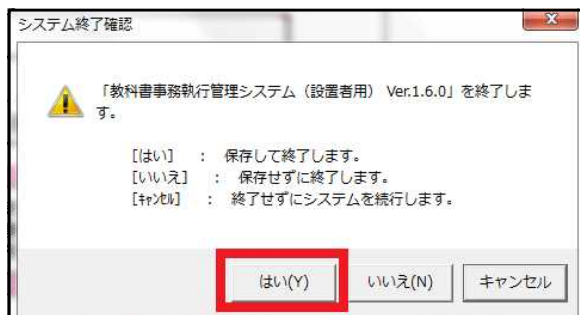 システム終了確認
「教科書事務執行管理システム（設置者用） Ver.1.6.0」を終了しま
す。
[はい] ： 保存して終了します。
[いいえ] ： 保存せずに終了します。
[ｷｬﾝｾﾙ] ： 終了せずにシステムを続行します。
はい(Y) いいえ(N) キャンセル